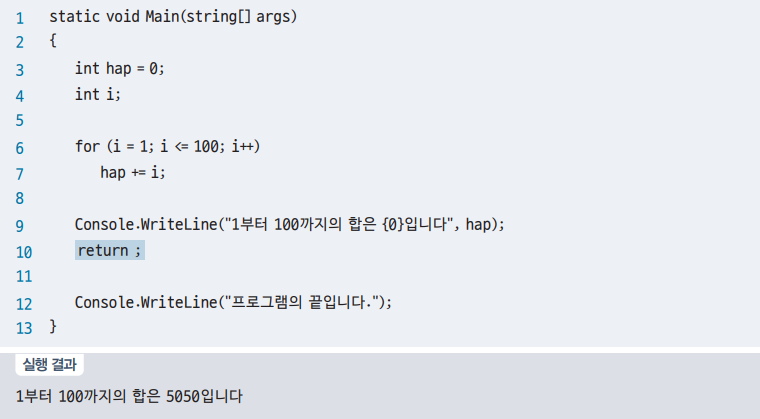 1 static void Main(string[] args)
2 {
3 int hap = 0;
4 int i;
5
6 for (i = 1; i <= 100; i++)
7 hap += i;
8
9 Console.WriteLine("1부터 100까지의 합은 {0}입니다", hap);
10 return ;
11
12 Console.WriteLine("프로그램의 끝입니다.");
13 }
실행 결과
1부터 100까지의 합은 5050입니다